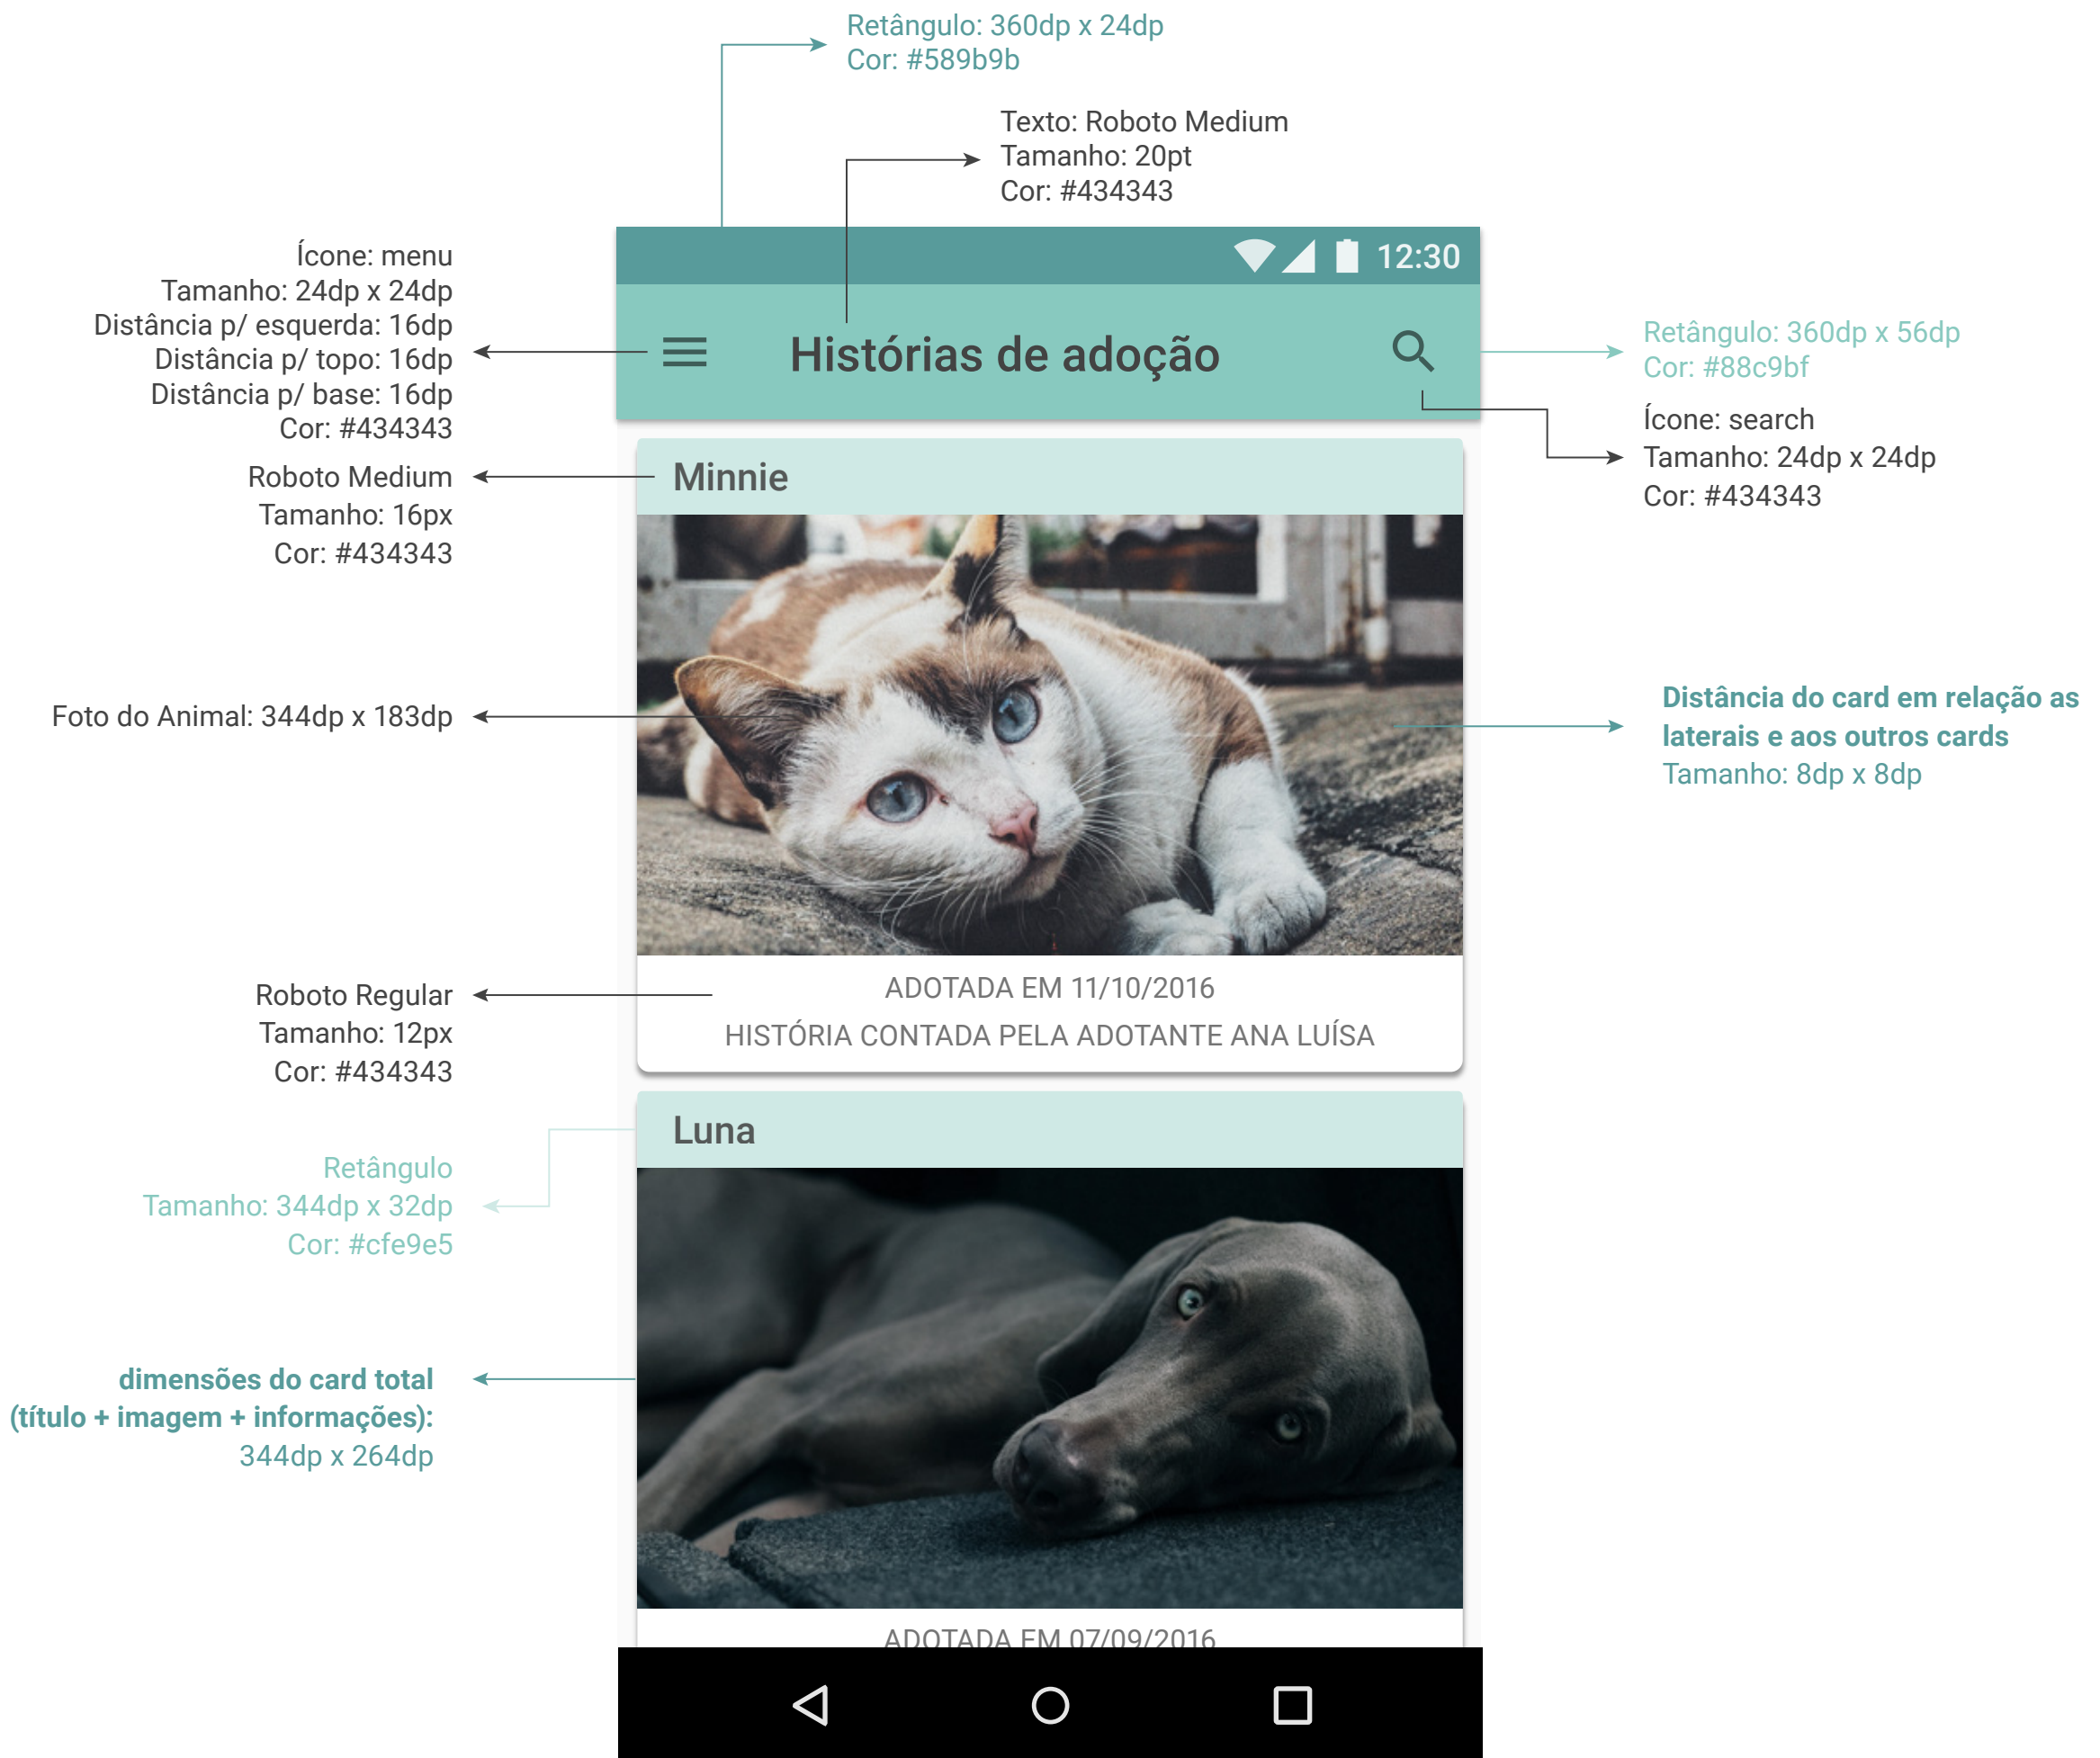 Retângulo: 360dp x 24dp
Cor: #589b9b
Texto: Roboto Medium
Tamanho: 20pt
Cor: #434343
Ícone: menu
Tamanho: 24dp x 24dp
Distância p/ esquerda: 16dp
Distância p/ topo: 16dp
Distância p/ base: 16dp
Cor: #434343
12:30
Histórias de adoção
Retângulo: 360dp x 56dp
Cor: #88c9bf
Ícone: search
Tamanho: 24dp x 24dp
Cor: #434343
Roboto Medium
Tamanho: 16px
Cor: #434343
Minnie
Foto do Animal: 344dp x 183dp
Distância do card em relação as
laterais e aos outros cards
Tamanho: 8dp x 8dp
Roboto Regular
Tamanho: 12px
Cor: #434343
ADOTADA EM 11/10/2016
HISTÓRIA CONTADA PELA ADOTANTE ANA LUÍSA
Luna
Retângulo
Tamanho: 344dp x 32dp
Cor: #cfe9e5
dimensões do card total
(título + imagem + informações):
344dp x 264dp
ADOTADA EM 07/09/2016